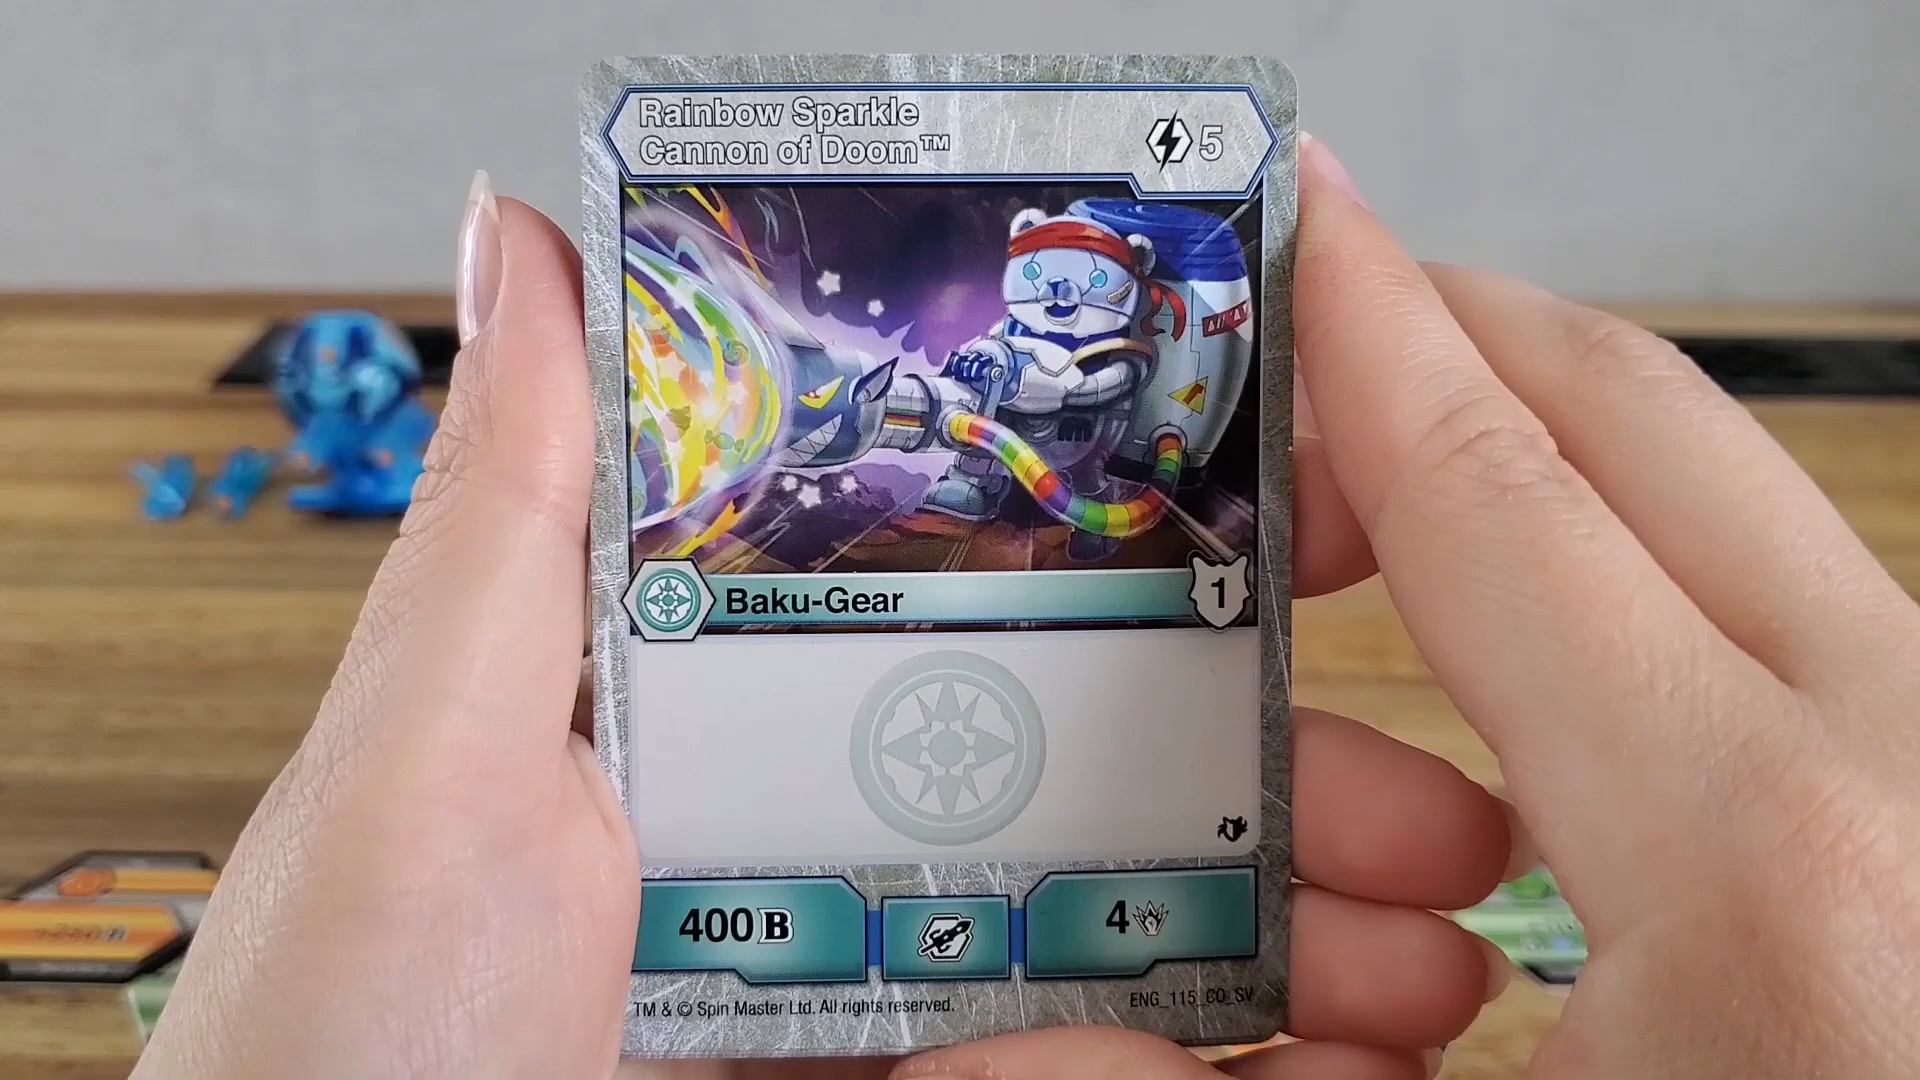 Rainbow Sparkle
Cannon of Doom™
5
Baku-Gear
1
400B
4
TM & © Spin Master Ltd. All rights reserved.
ENG_115_CO_SV